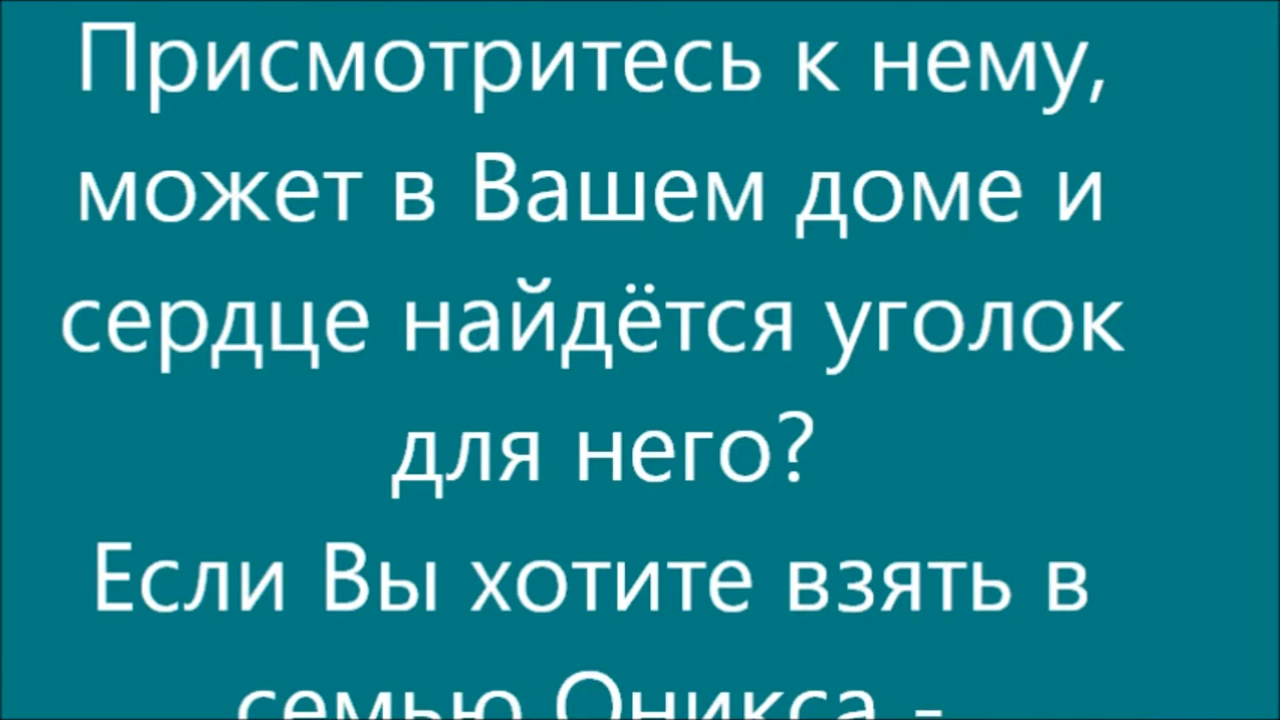 Присмотритесь к нему,
может в Вашем доме и
сердце найдётся уголок
для него?
Если Вы хотите взять в
семью Оникса -